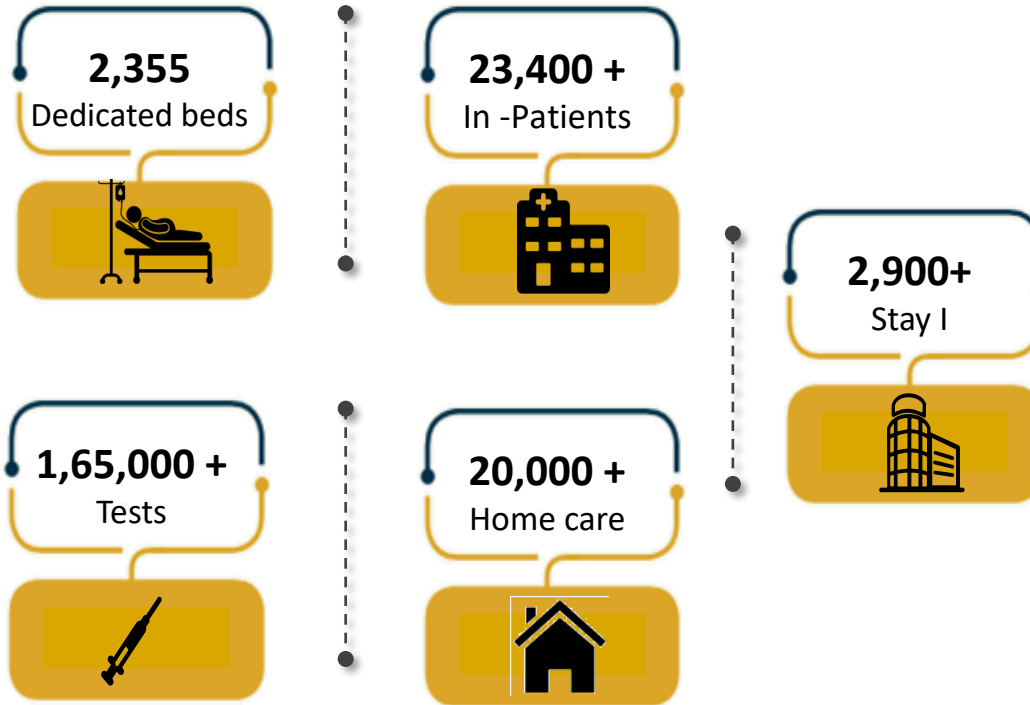 2,355
Dedicated beds
23,400 +
In -Patients
2,900+
Stay I
1,65,000 +
Tests
20,000 +
Home care